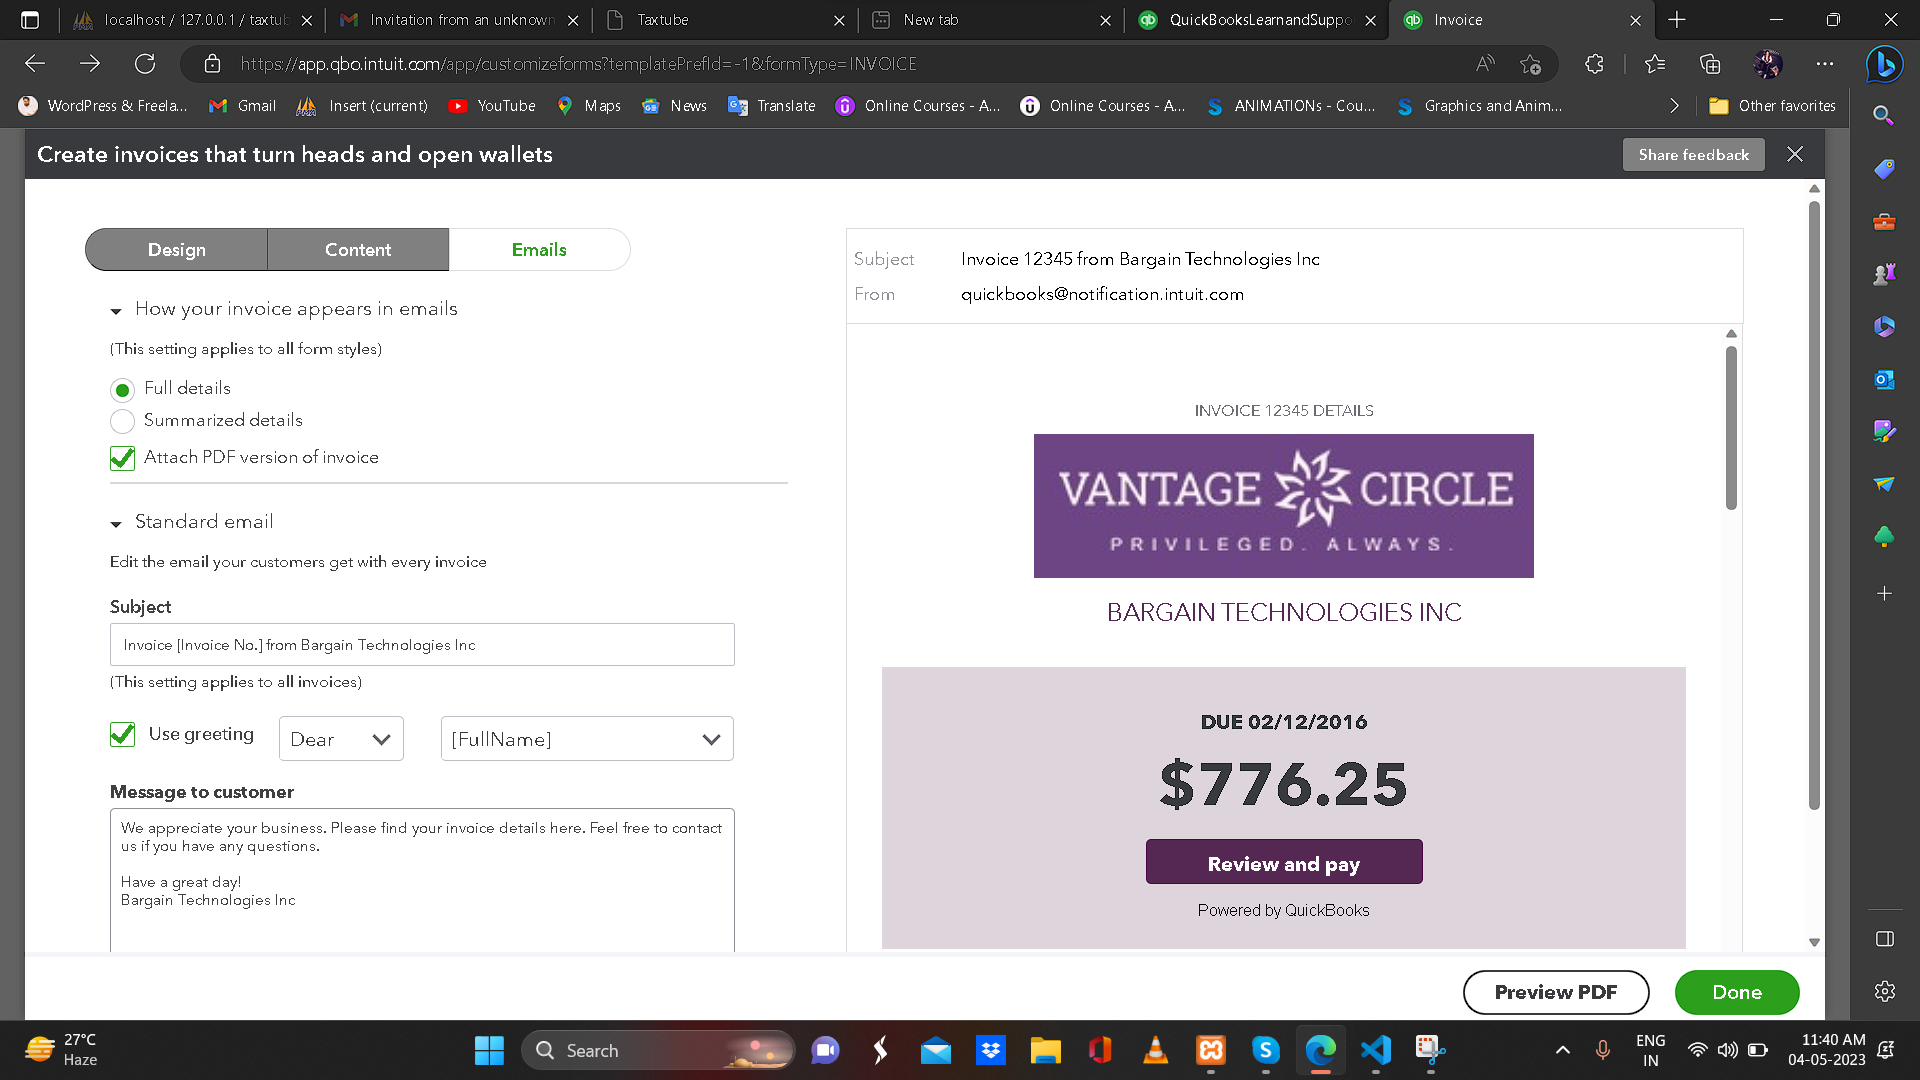 localhost / 127.0.0.1 / taxtub
Invitation from an unknown
Taxtube
New tab
QuickBooksLearnandSuppo
Invoice
https://app.qbo.intuit.com/app/customizeforms?templatePrefId=-1&formType=INVOICE
WordPress & Freela...
Gmail
Insert (current)
YouTube
Maps
News
Translate
Online Courses - A...
Online Courses - A...
ANIMATIONs - Cou...
Graphics and Anim...
Other favorites
Create invoices that turn heads and open wallets
Share feedback
Design
Content
Emails
How your invoice appears in emails
(This setting applies to all form styles)
Full details
Summarized details
Attach PDF version of invoice
Standard email
Edit the email your customers get with every invoice
Subject
Invoice [Invoice No.] from Bargain Technologies Inc
(This setting applies to all invoices)
Use greeting
Dear
[FullName]
Message to customer
We appreciate your business. Please find your invoice details here. Feel free to contact
us if you have any questions.
Have a great day!
Bargain Technologies Inc
Subject Invoice 12345 from Bargain Technologies Inc
From quickbooks@notification.intuit.com
INVOICE 12345 DETAILS
VANTAGE CIRCLE
PRIVILEGED. ALWAYS.
BARGAIN TECHNOLOGIES INC
DUE 02/12/2016
$776.25
Review and pay
Powered by QuickBooks
Preview PDF
Done
27°C
Haze
Search
ENG
IN
11:40 AM
04-05-2023